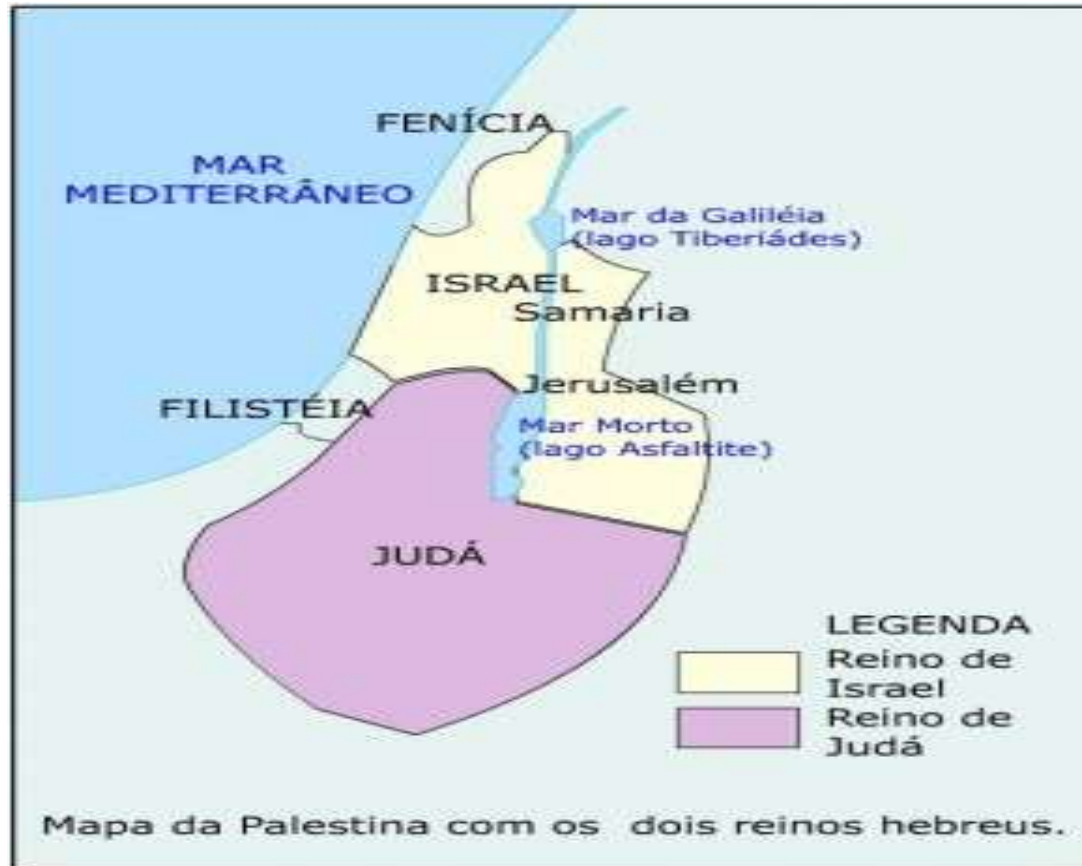 FENÍCIA
MAR
MEDITERRÂNEO
Mar da Galiléia
(lago Tiberíádes)
ISRAEL
Samaria
Jerusalém
FILISTÉIA
Mar Morto
(lago Asfaltite)
JUDÁ
LEGENDA
Reino de
Israel
Reino de
Judá
Mapa da Palestina com os dois reinos hebreus.